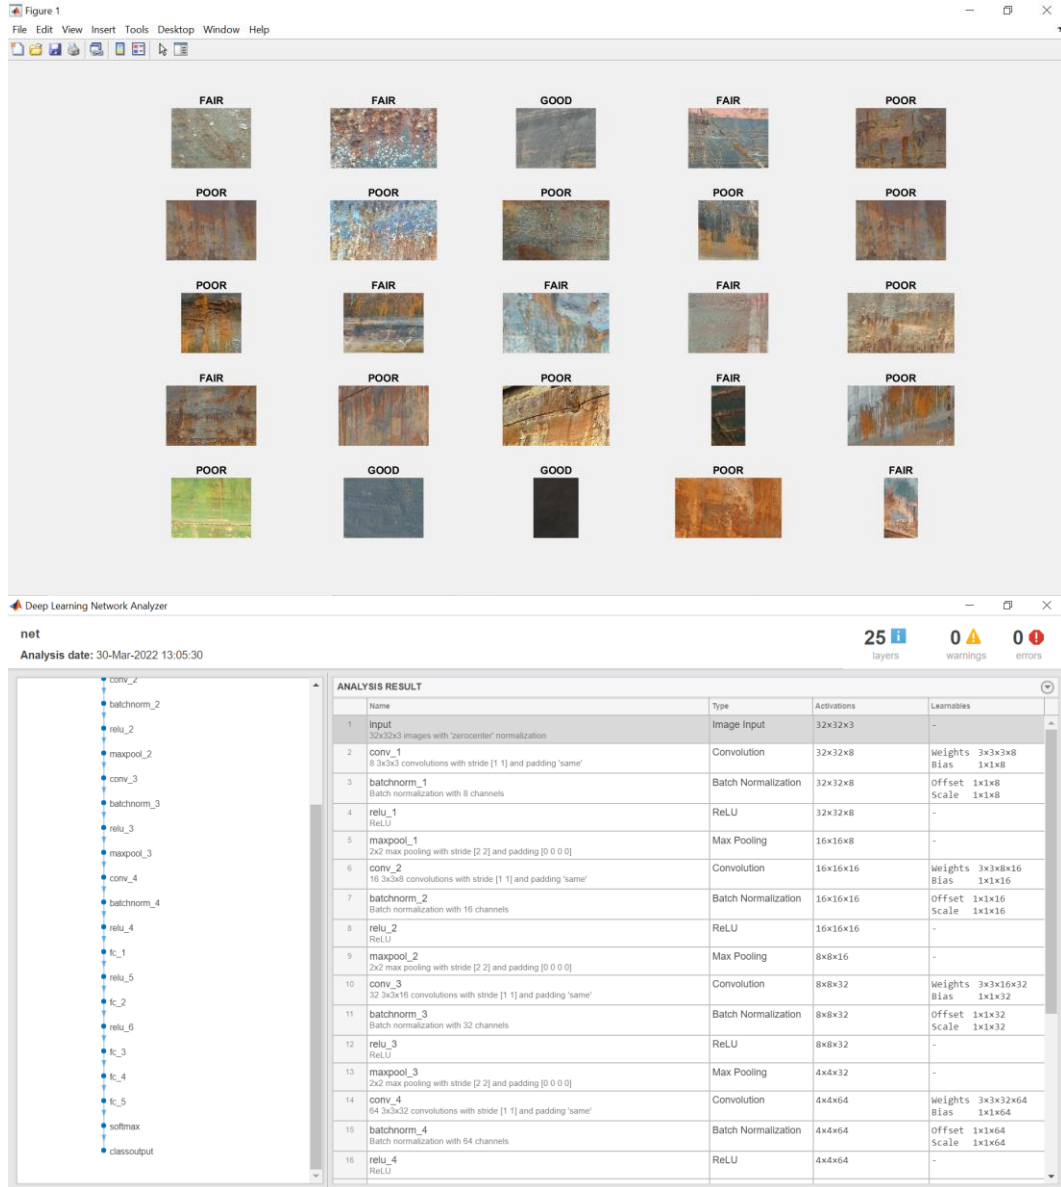 Figure 1
File Edit View Insert Tools Desktop Window Help
FAIR FAIR GOOD FAIR POOR
POOR POOR POOR POOR POOR
POOR FAIR FAIR FAIR POOR
FAIR POOR POOR FAIR POOR
POOR GOOD GOOD POOR FAIR
Deep Learning Network Analyzer
net
Analysis date: 30-Mar-2022 13:05:30
25 layers
0 warnings
0 errors
conv_2
batchnorm_2
relu_2
maxpool_2
conv_3
batchnorm_3
relu_3
maxpool_3
conv_4
batchnorm_4
relu_4
fc_1
relu_5
fc_2
relu_6
fc_3
fc_4
fc_5
softmax
classoutput
ANALYSIS RESULT
Name Type Activations Learnables
1 input Image Input 32×32×3 -
32x32x3 images with 'zerocenter' normalization
2 conv_1 Convolution 32×32×8 Weights 3×3×3×8
8 3x3x3 convolutions with stride [1 1] and padding 'same' Bias 1×1×8
3 batchnorm_1 Batch Normalization 32×32×8 Offset 1×1×8
Batch normalization with 8 channels Scale 1×1×8
4 relu_1 ReLU 32×32×8 -
ReLU
5 maxpool_1 Max Pooling 16×16×8 -
2x2 max pooling with stride [2 2] and padding [0 0 0 0]
6 conv_2 Convolution 16×16×16 Weights 3×3×8×16
16 3x3x8 convolutions with stride [1 1] and padding 'same' Bias 1×1×16
7 batchnorm_2 Batch Normalization 16×16×16 Offset 1×1×16
Batch normalization with 16 channels Scale 1×1×16
8 relu_2 ReLU 16×16×16 -
ReLU
9 maxpool_2 Max Pooling 8×8×16 -
2x2 max pooling with stride [2 2] and padding [0 0 0 0]
10 conv_3 Convolution 8×8×32 Weights 3×3×16×32
32 3x3x16 convolutions with stride [1 1] and padding 'same' Bias 1×1×32
11 batchnorm_3 Batch Normalization 8×8×32 Offset 1×1×32
Batch normalization with 32 channels Scale 1×1×32
12 relu_3 ReLU 8×8×32 -
ReLU
13 maxpool_3 Max Pooling 4×4×32 -
2x2 max pooling with stride [2 2] and padding [0 0 0 0]
14 conv_4 Convolution 4×4×64 Weights 3×3×32×64
64 3x3x32 convolutions with stride [1 1] and padding 'same' Bias 1×1×64
15 batchnorm_4 Batch Normalization 4×4×64 Offset 1×1×64
Batch normalization with 64 channels Scale 1×1×64
16 relu_4 ReLU 4×4×64 -
ReLU